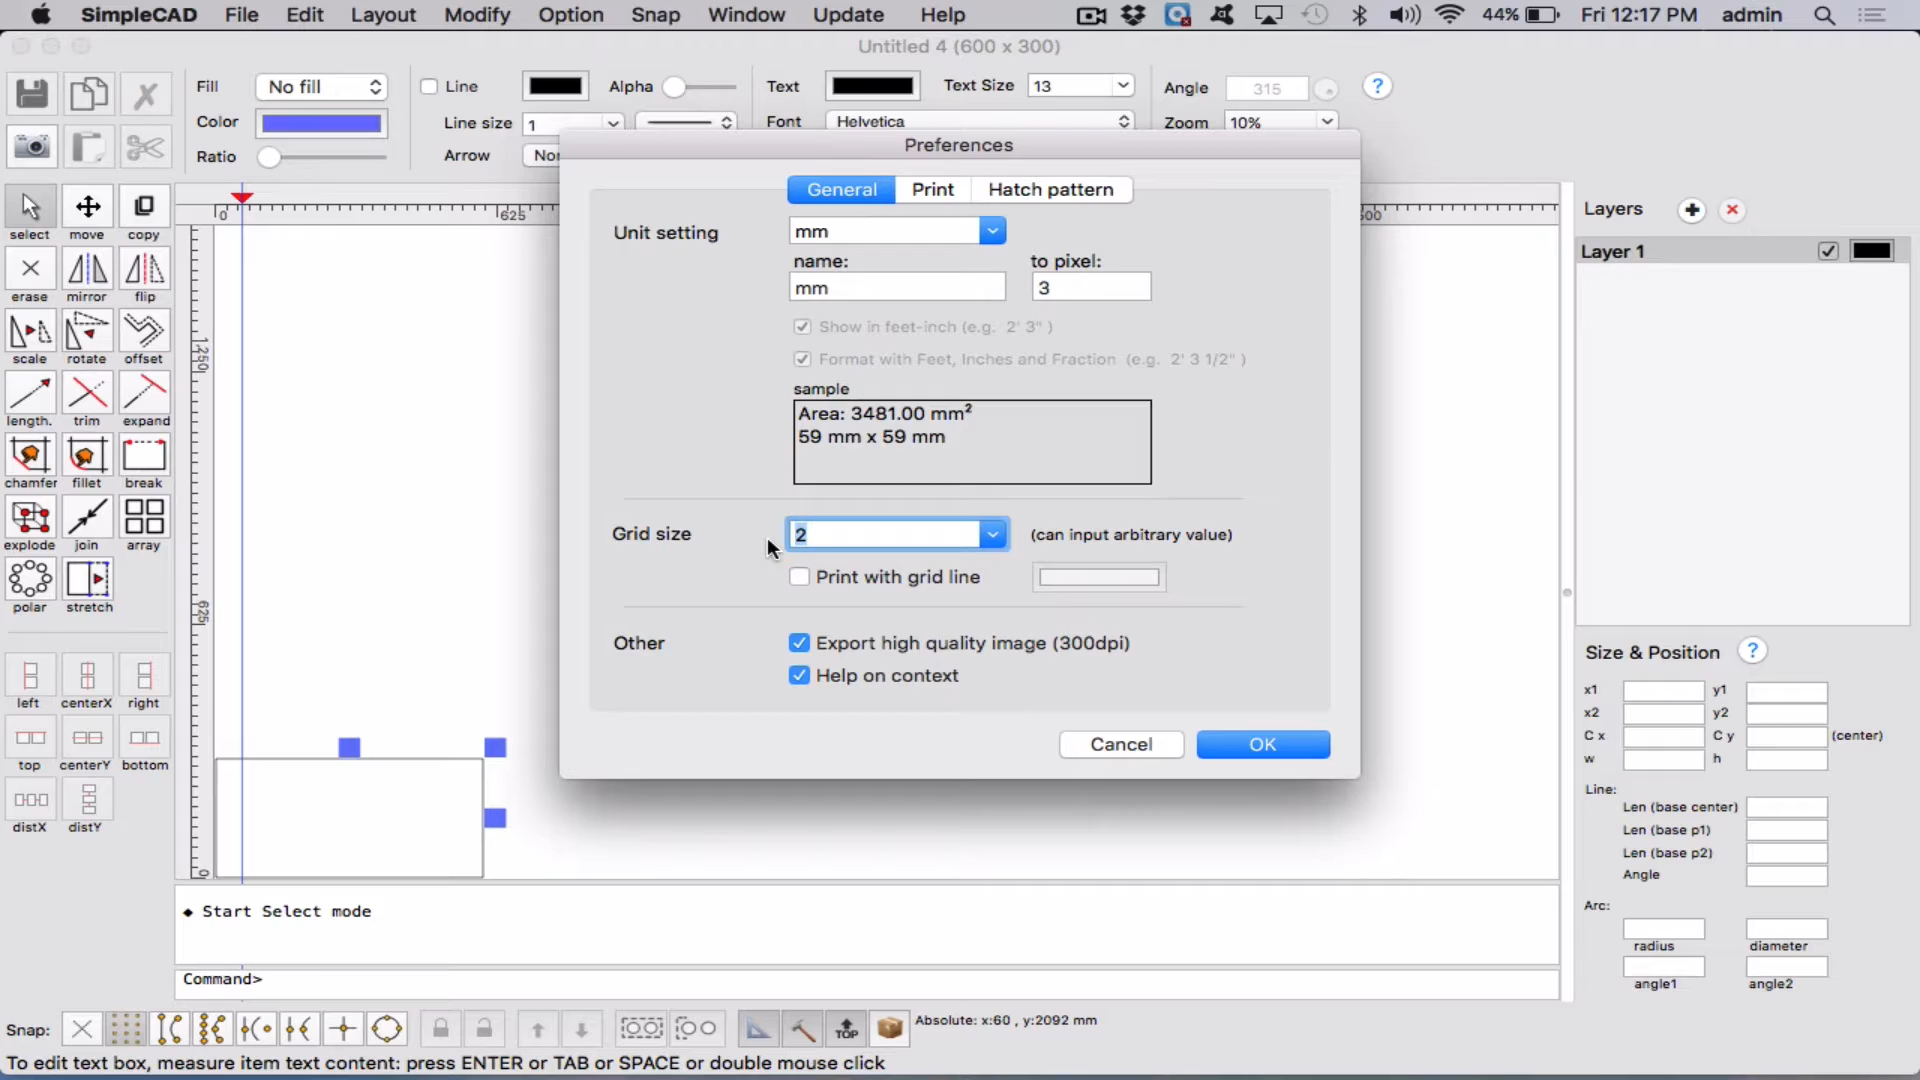 SimpleCAD File Edit Layout Modify Option Snap Window Update Help 44% Fri 12:17 PM admin
Untitled 4 (600 x 300)
Fill No fill Line Alpha Text Text Size 13 Angle 315 ?
Color Line size 1 Font Helvetica Zoom 10%
Ratio Arrow
Preferences
General Print Hatch pattern
Unit setting mm
name: to pixel:
mm 3
Show in feet-inch (e.g. 2' 3" )
Format with Feet, Inches and Fraction (e.g. 2' 3 1/2" )
sample
Area: 3481.00 mm²
59 mm x 59 mm
Grid size 2 (can input arbitrary value)
Print with grid line
Other Export high quality image (300dpi)
Help on context
Cancel OK
0 625
1,250
625
0
select move copy
erase mirror flip
scale rotate offset
length. trim expand
chamfer fillet break
explode join array
polar stretch
left centerX right
top centerY bottom
distX distY
Layers
Layer 1
Size & Position ?
x1 y1
x2 y2
C x C y (center)
w h
Line:
Len (base center)
Len (base p1)
Len (base p2)
Angle
Arc:
radius diameter
angle1 angle2
◆ Start Select mode
Command>
Snap: TOP Absolute: x:60 , y:2092 mm
To edit text box, measure item text content: press ENTER or TAB or SPACE or double mouse click